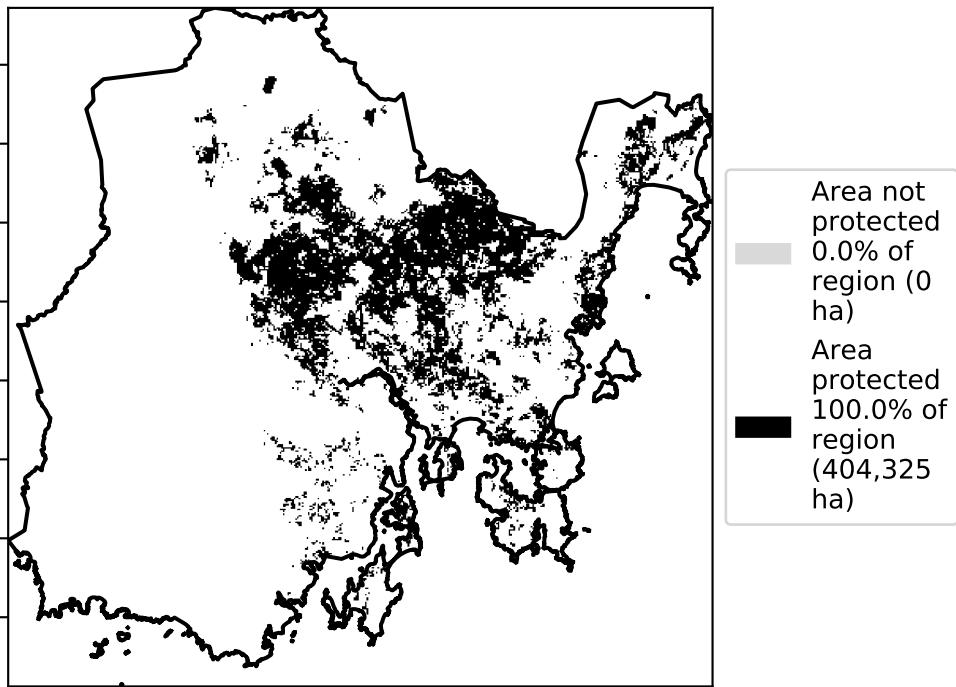 Area not
protected
0.0% of
region (0
ha)
Area
protected
100.0% of
region
(404,325
ha)